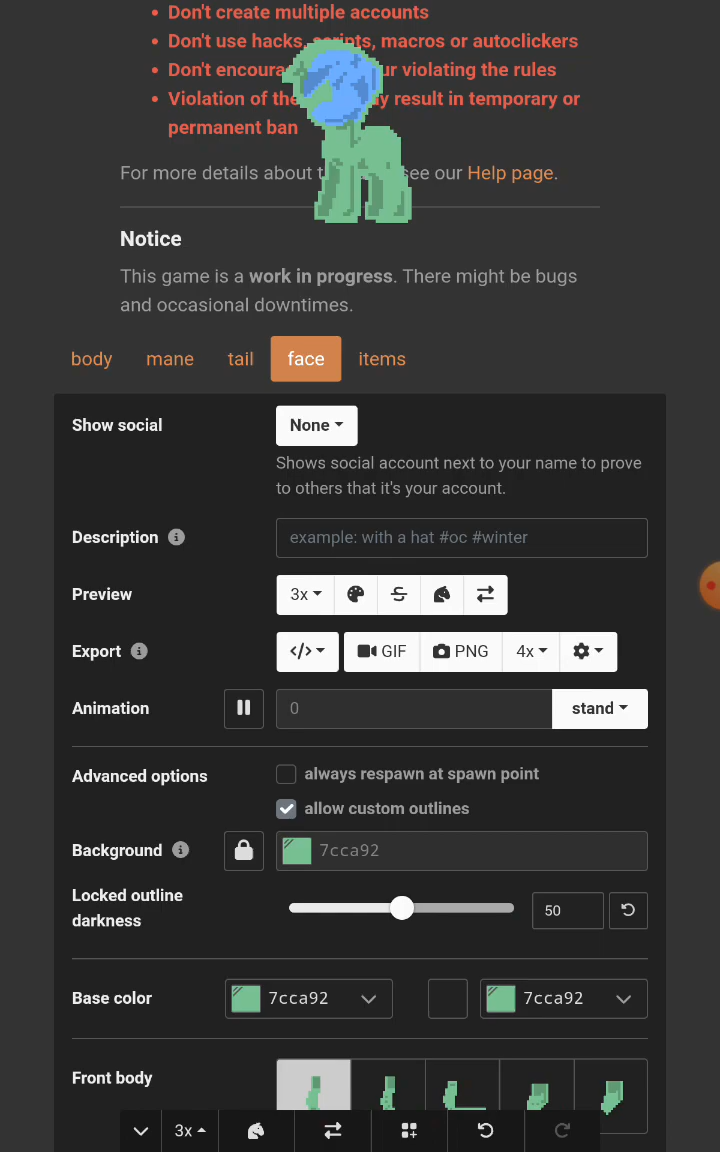 Don't create multiple accounts
Don't use hacks, scripts, macros or autoclickers
Don't encoura ur violating the rules
Violation of the y result in temporary or
permanent ban
For more details about see our Help page.
Notice
This game is a work in progress. There might be bugs
and occasional downtimes.
body mane tail face items
Show social None
Shows social account next to your name to prove
to others that it's your account.
Description example: with a hat #oc #winter
Preview 3x
Export </> GIF PNG 4x
Animation 0 stand
Advanced options always respawn at spawn point
allow custom outlines
Background 7cca92
Locked outline
darkness 50
Base color 7cca92 7cca92
Front body
3x